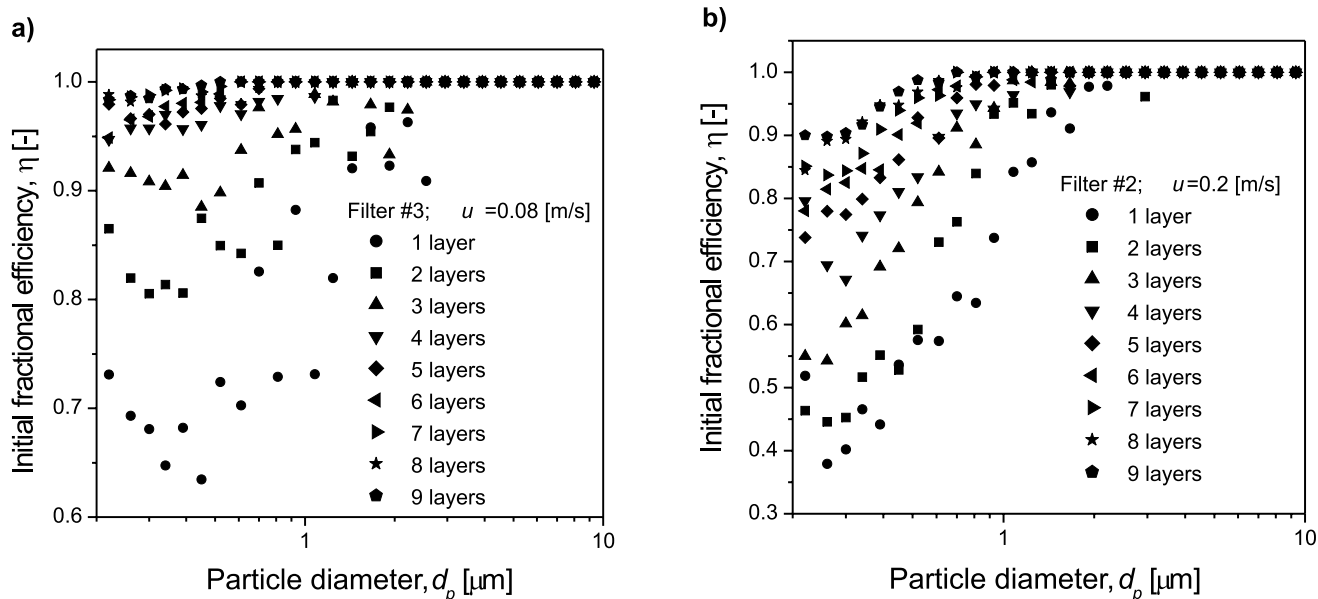 a)
Initial fractional efficiency, η [-]
1.0
0.9
0.8
0.7
0.6
Filter #3; u =0.08 [m/s]
1 layer
2 layers
3 layers
4 layers
5 layers
6 layers
7 layers
8 layers
9 layers
1
10
Particle diameter, dₚ [μm]
b)
Initial fractional efficiency, η [-]
1.0
0.9
0.8
0.7
0.6
0.5
0.4
0.3
Filter #2; u=0.2 [m/s]
1 layer
2 layers
3 layers
4 layers
5 layers
6 layers
7 layers
8 layers
9 layers
1
10
Particle diameter, dₚ [μm]